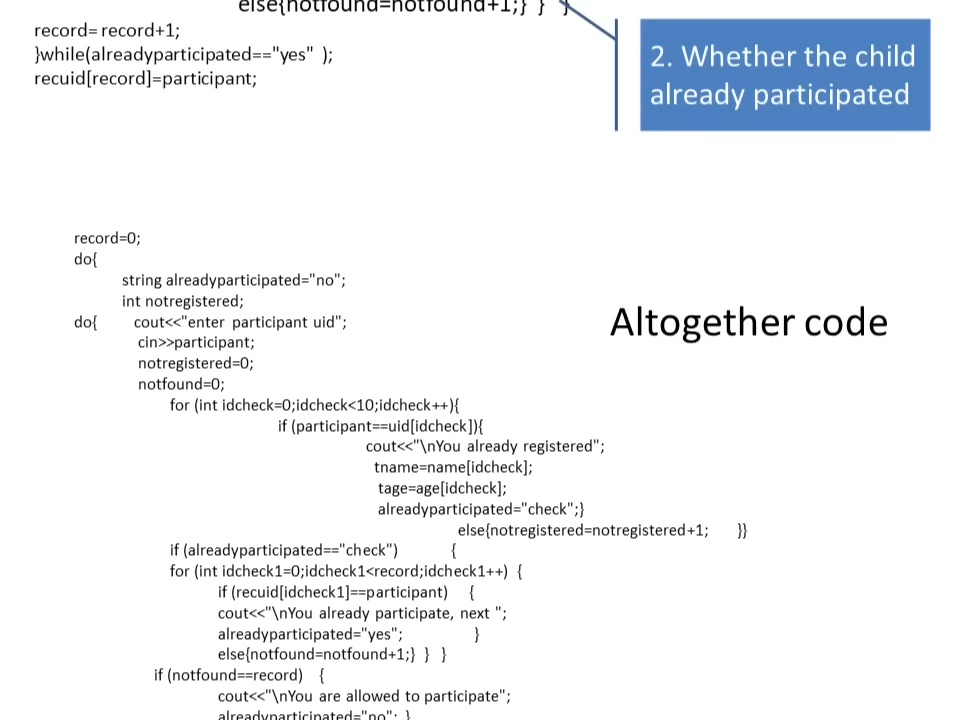 else{notfound=notfound+1;} } }
record= record+1;
}while(alreadyparticipated=="yes" );
recuid[record]=participant;
2. Whether the child
already participated
record=0;
do{
string alreadyparticipated="no";
int notregistered;
do{ cout<<"enter participant uid";
cin>>participant;
notregistered=0;
notfound=0;
for (int idcheck=0;idcheck<10;idcheck++){
if (participant==uid[idcheck]){
cout<<"\nYou already registered";
tname=name[idcheck];
tage=age[idcheck];
alreadyparticipated="check";}
else{notregistered=notregistered+1; }}
if (alreadyparticipated=="check") {
for (int idcheck1=0;idcheck1<record;idcheck1++) {
if (recuid[idcheck1]==participant) {
cout<<"\nYou already participate, next ";
alreadyparticipated="yes"; }
else{notfound=notfound+1;} } }
if (notfound==record) {
cout<<"\nYou are allowed to participate";
alreadyparticipated="no"; }
Altogether code